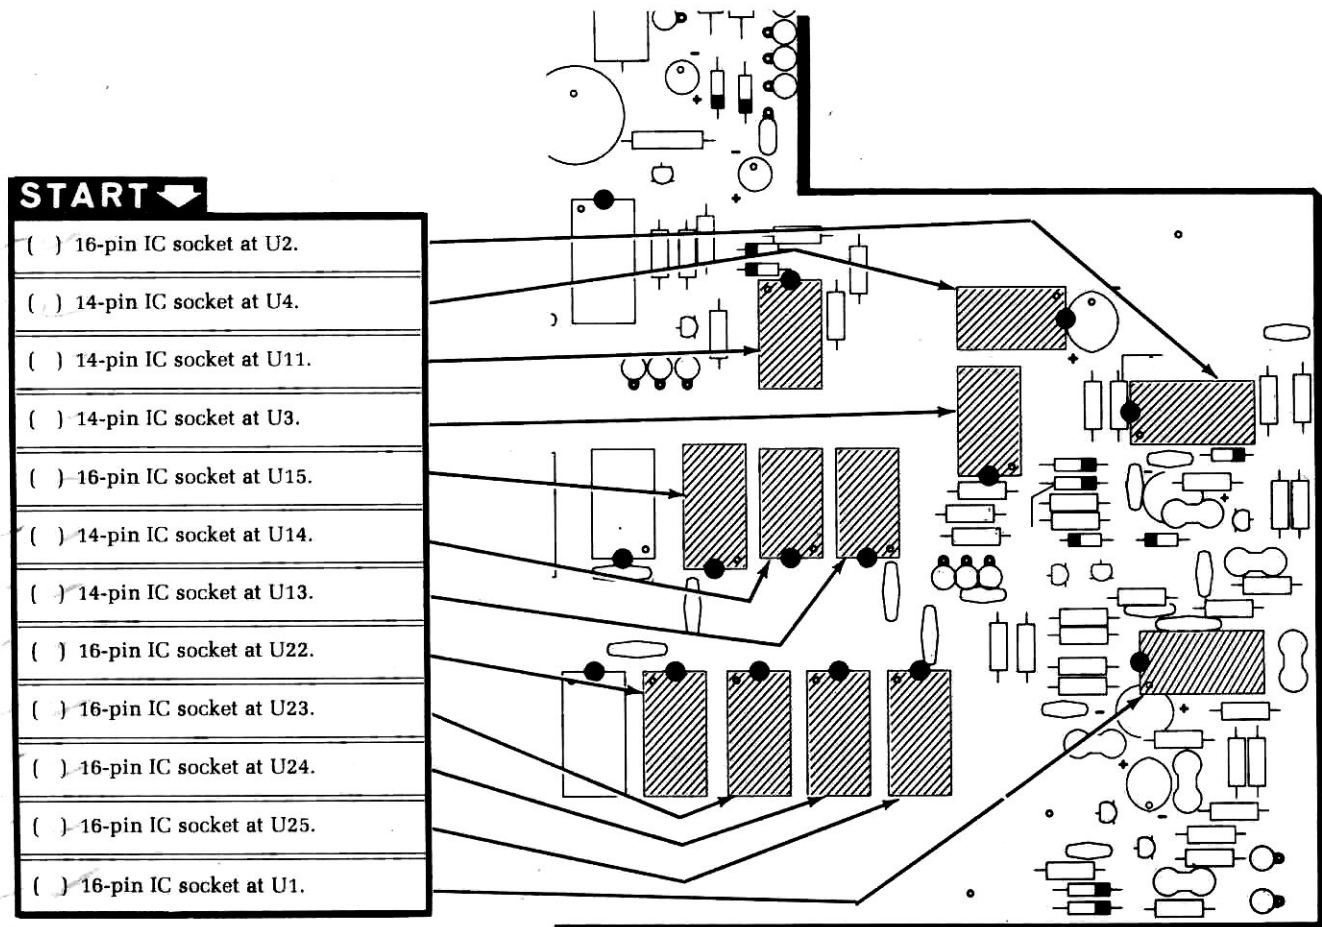 START
( ) 16-pin IC socket at U2.
( ) 14-pin IC socket at U4.
( ) 14-pin IC socket at U11.
( ) 14-pin IC socket at U3.
( ) 16-pin IC socket at U15.
( ) 14-pin IC socket at U14.
( ) 14-pin IC socket at U13.
( ) 16-pin IC socket at U22.
( ) 16-pin IC socket at U23.
( ) 16-pin IC socket at U24.
( ) 16-pin IC socket at U25.
( ) 16-pin IC socket at U1.